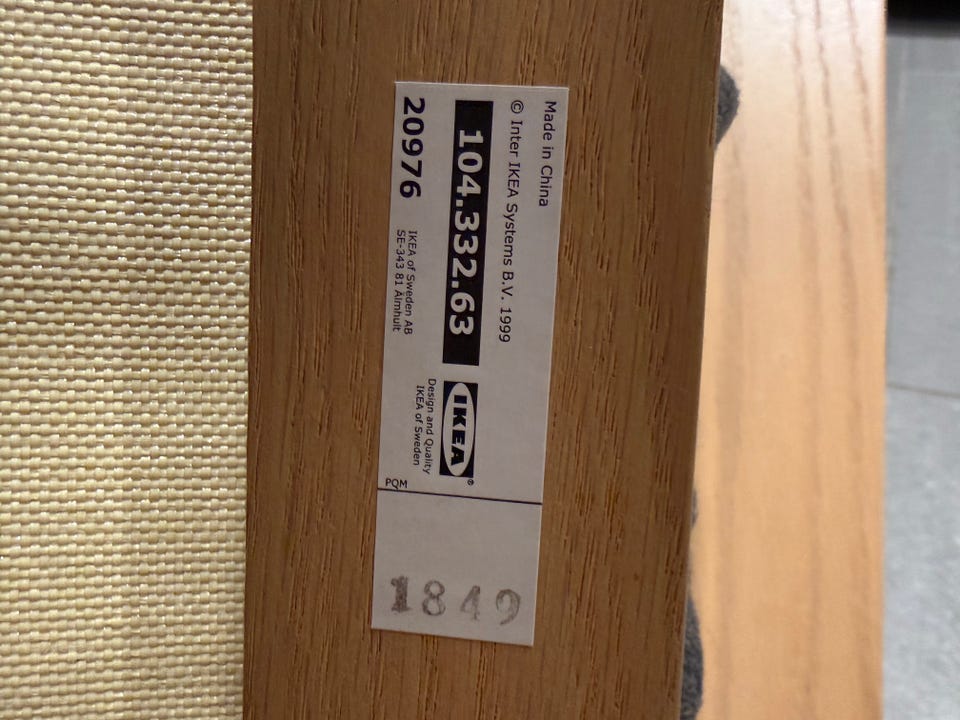 Made in China
© Inter IKEA Systems B.V. 1999
104.332.63
IKEA®
20976
IKEA of Sweden AB
SE-343 81 Älmhult
Design and Quality
IKEA of Sweden
PQM
1849